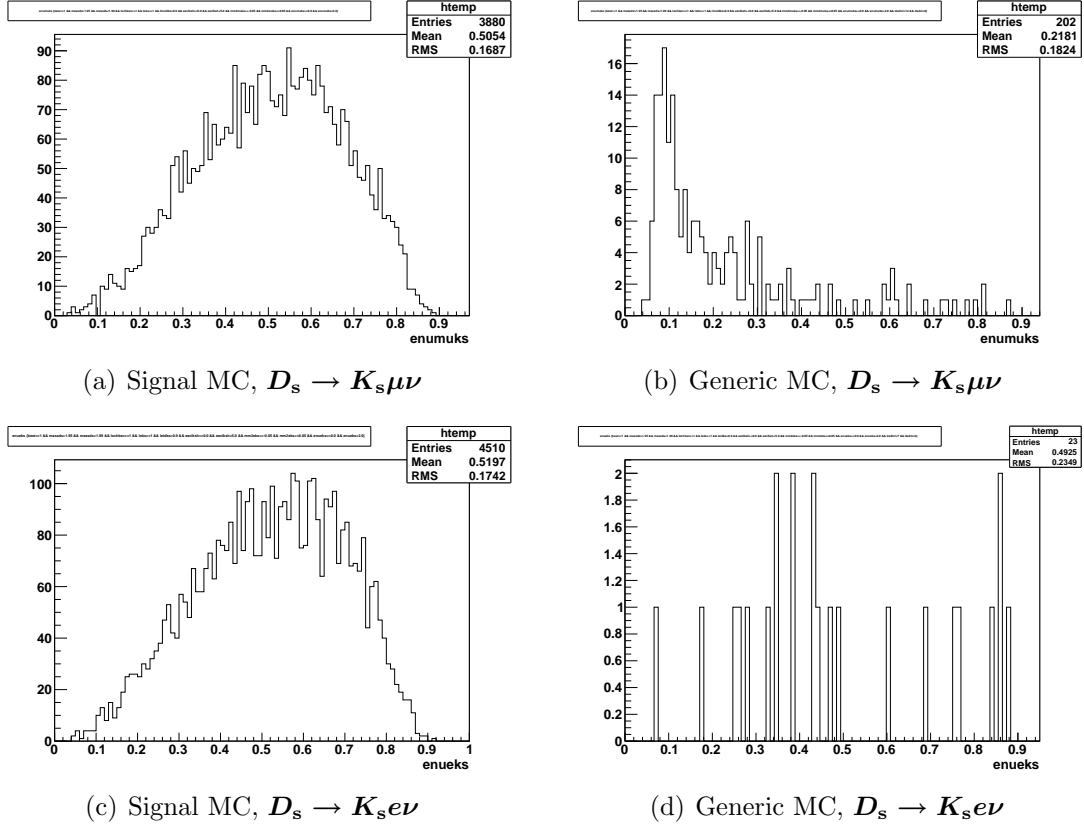 htemp
Entries 3880
Mean 0.5054
RMS 0.1687
90
80
70
60
50
40
30
20
10
0
0 0.1 0.2 0.3 0.4 0.5 0.6 0.7 0.8 0.9
enumuks
(a) Signal MC, Ds → Ksμν
htemp
Entries 202
Mean 0.2181
RMS 0.1824
16
14
12
10
8
6
4
2
0
0 0.1 0.2 0.3 0.4 0.5 0.6 0.7 0.8 0.9
enumuks
(b) Generic MC, Ds → Ksμν
htemp
Entries 4510
Mean 0.5197
RMS 0.1742
100
80
60
40
20
0
0 0.1 0.2 0.3 0.4 0.5 0.6 0.7 0.8 0.9 1
enueks
(c) Signal MC, Ds → Kseν
htemp
Entries 23
Mean 0.4925
RMS 0.2349
2
1.8
1.6
1.4
1.2
1
0.8
0.6
0.4
0.2
0
0 0.1 0.2 0.3 0.4 0.5 0.6 0.7 0.8 0.9
enueks
(d) Generic MC, Ds → Kseν